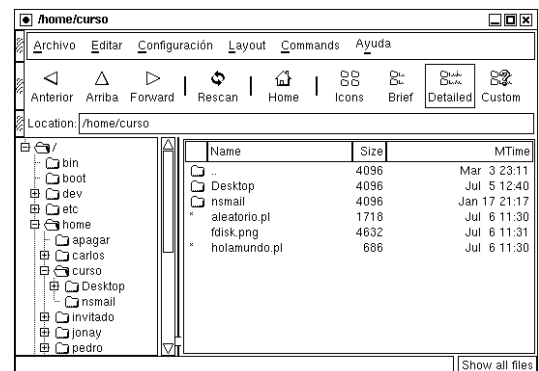 /home/curso
Archivo Editar Configuración Layout Commands Ayuda
Anterior Arriba Forward Rescan Home Icons Brief Detailed Custom
Location: /home/curso
/
bin
boot
dev
etc
home
apagar
carlos
curso
Desktop
nsmail
invitado
jonay
pedro
Name Size MTime
.. 4096 Mar 3 23:11
Desktop 4096 Jul 5 12:40
nsmail 4096 Jan 17 21:17
* aleatorio.pl 1718 Jul 6 11:30
fdisk.png 4632 Jul 6 11:31
* holamundo.pl 686 Jul 6 11:30
Show all files